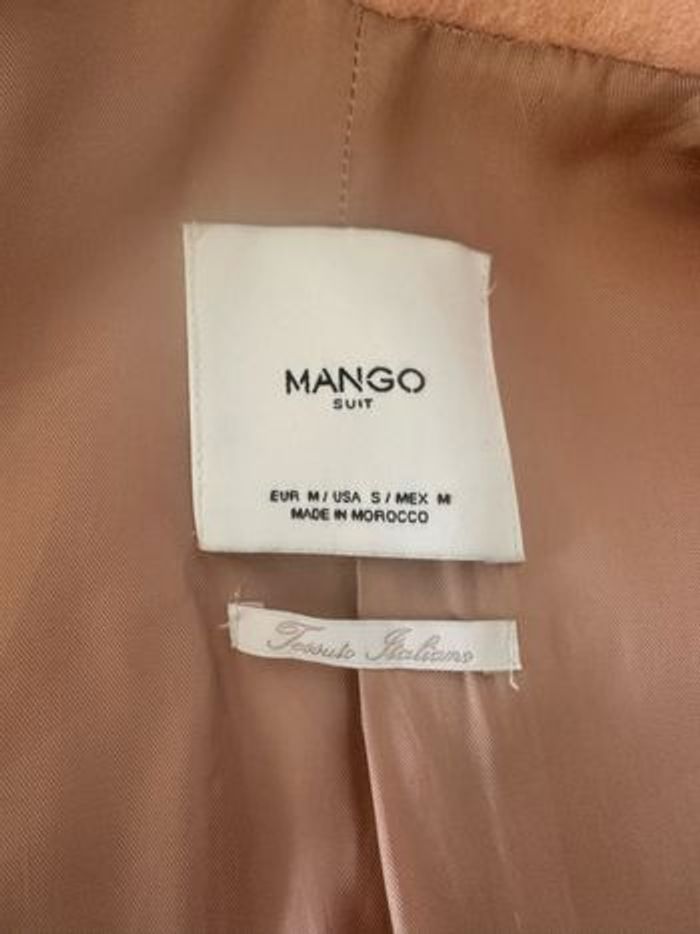 MANGO
SUIT
EUR M / USA S / MEX M
MADE IN MOROCCO
Tessuto Italiano